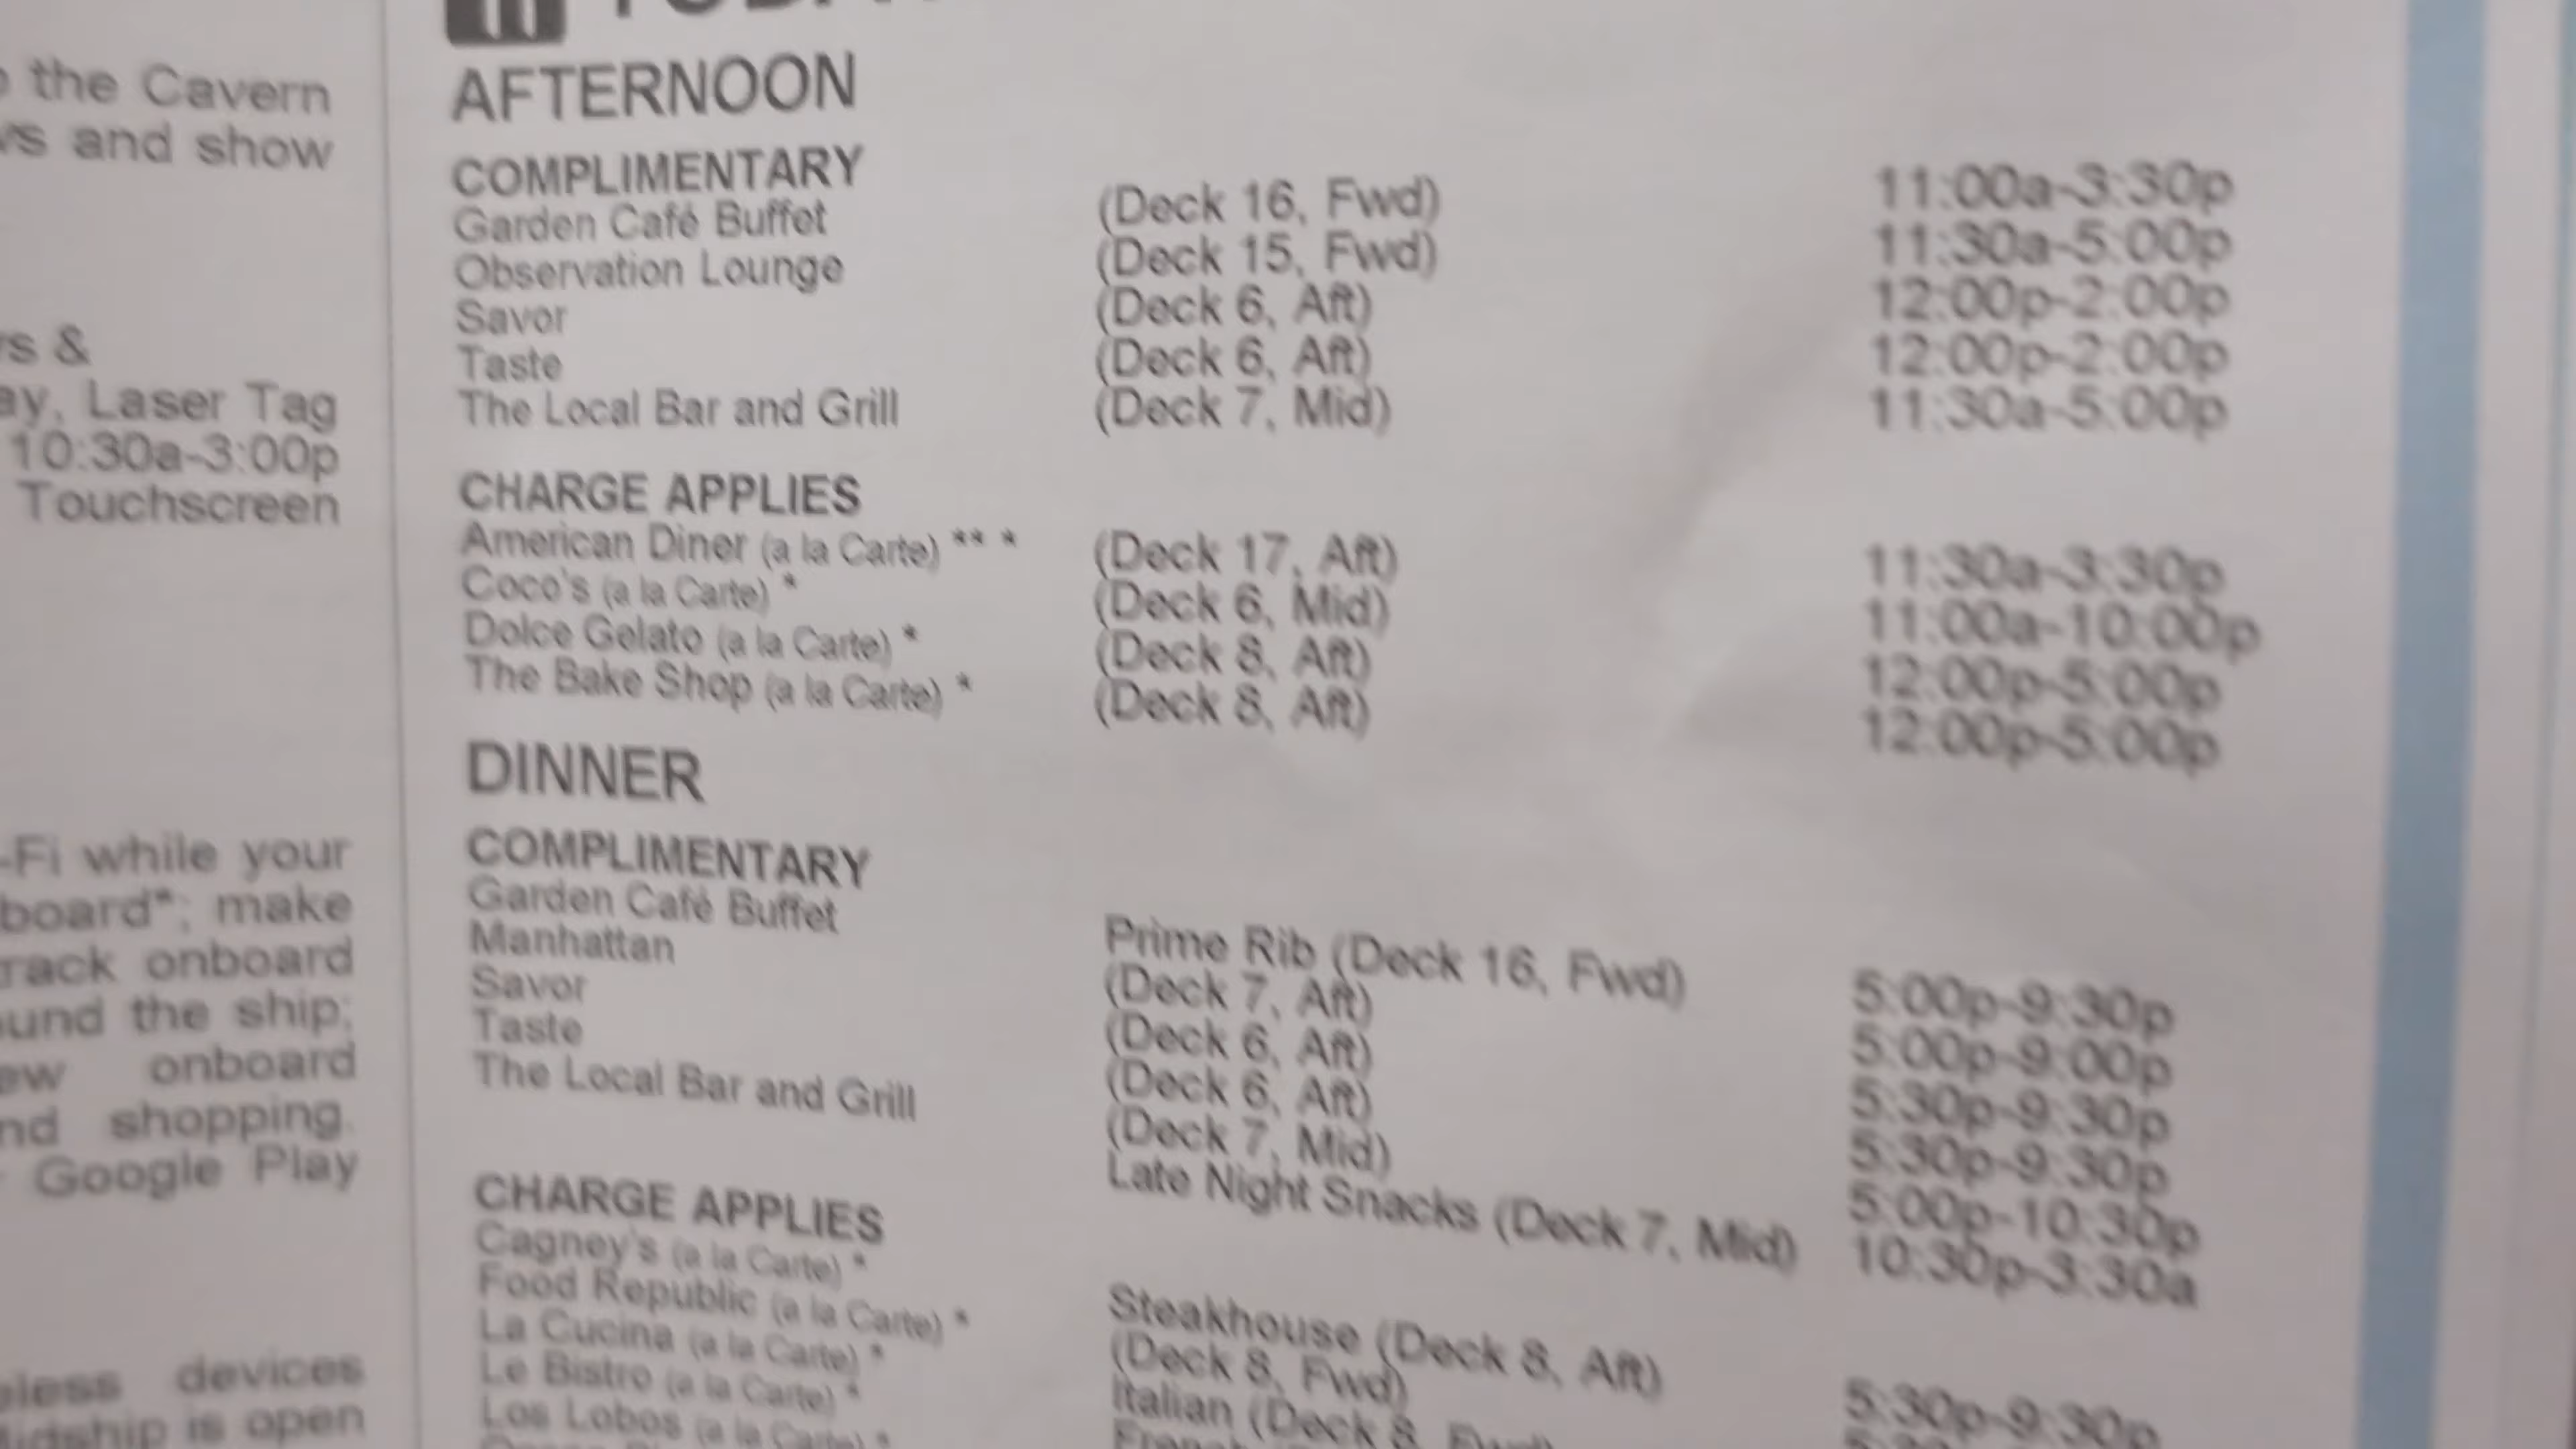 the Cavern
and show
&
Laser Tag
10:30a-3:00p
Touchscreen
-Fi while your
board*; make
onboard
the ship;
onboard
shopping.
Google Play
devices
is open
AFTERNOON
COMPLIMENTARY
Garden Café Buffet (Deck 16, Fwd) 11:00a-3:30p
Observation Lounge (Deck 15, Fwd) 11:30a-5:00p
Savor (Deck 6, Aft) 12:00p-2:00p
Taste (Deck 6, Aft) 12:00p-2:00p
The Local Bar and Grill (Deck 7, Mid) 11:30a-5:00p
CHARGE APPLIES
American Diner (a la Carte) ** * (Deck 17, Aft) 11:30a-3:30p
Coco's (a la Carte) * (Deck 6, Mid) 11:00a-10:00p
Dolce Gelato (a la Carte) * (Deck 8, Aft) 12:00p-5:00p
The Bake Shop (a la Carte) * (Deck 8, Aft) 12:00p-5:00p
DINNER
COMPLIMENTARY
Garden Café Buffet Prime Rib (Deck 16, Fwd) 5:00p-9:30p
Manhattan (Deck 7, Aft) 5:00p-9:00p
Savor (Deck 6, Aft) 5:30p-9:30p
Taste (Deck 6, Aft) 5:30p-9:30p
The Local Bar and Grill (Deck 7, Mid) 5:00p-10:30p
Late Night Snacks (Deck 7, Mid) 10:30p-3:30a
CHARGE APPLIES
Cagney's (a la Carte) * Steakhouse (Deck 8, Aft) 5:30p-9:30p
Food Republic (a la Carte) * (Deck 8, Fwd)
La Cucina (a la Carte) * Italian (Deck 8, Fwd)
Le Bistro (a la Carte) *
Los Lobos (a la Carte) *